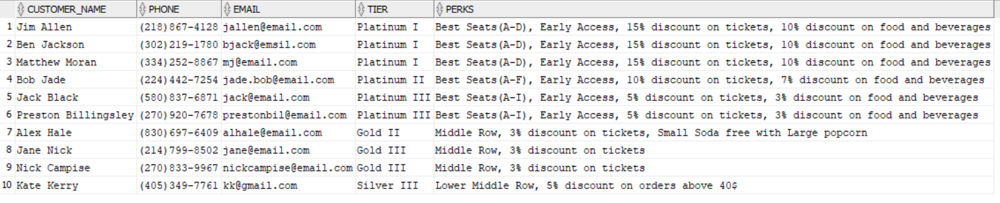 CUSTOMER_NAME PHONE EMAIL TIER PERKS
1 Jim Allen (218)867-4128 jallen@email.com Platinum I Best Seats(A-D), Early Access, 15% discount on tickets, 10% discount on food and beverages
2 Ben Jackson (302)219-1780 bjack@emsil.com Platinum I Best Seats(A-D), Early Access, 15% discount on tickets, 10% discount on food and beverages
3 Matthew Moran (334)252-8867 mj@email.com Platinum I Best Seats(A-D), Early Access, 15% discount on tickets, 10% discount on food and beverages
4 Bob Jade (224)442-7254 jade.bob@email.com Platinum II Best Seats(A-F), Early Access, 10% discount on tickets, 7% discount on food and beverages
5 Jack Black (580)837-6871 jack@email.com Platinum III Best Seats(A-I), Early Access, 5% discount on tickets, 3% discount on food and beverages
6 Preston Billingsley (270)920-7678 prestonbil@email.com Platinum III Best Seats(A-I), Early Access, 5% discount on tickets, 3% discount on food and beverages
7 Alex Hale (830)697-6409 alhale@email.com Gold II Middle Row, 3% discount on tickets, Small Soda free with Large popcorn
8 Jane Nick (214)799-8502 jane@email.com Gold III Middle Row, 3% discount on tickets
9 Nick Campise (270)833-9967 nickcampise@email.com Gold III Middle Row, 3% discount on tickets
10 Kate Kerry (405)349-7761 kk@gmail.com Silver III Lower Middle Row, 5% discount on orders above 40$